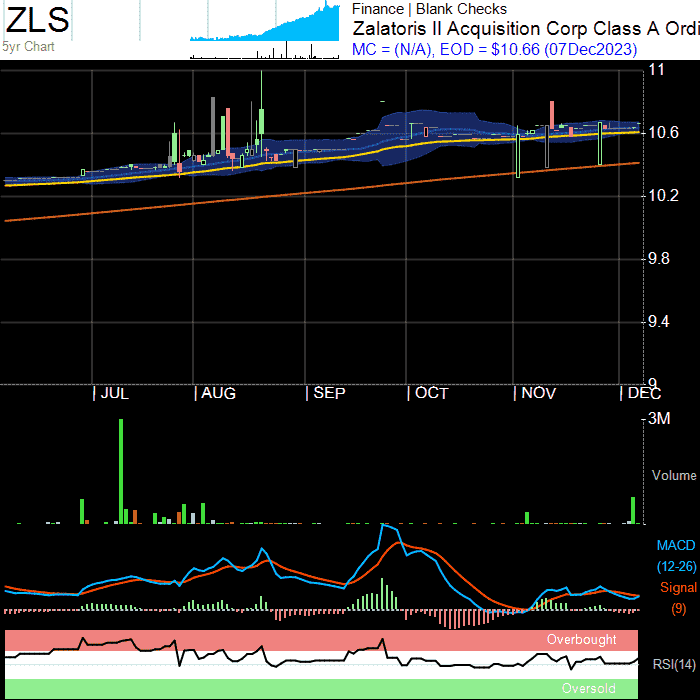 ZLS
5yr Chart
Finance | Blank Checks
Zalatoris II Acquisition Corp Class A Ordi
MC = (N/A), EOD = $10.66 (07Dec2023)
11
10.6
10.2
9.8
9.4
9
JUL AUG SEP OCT NOV DEC
3M
Volume
MACD
(12-26)
Signal
(9)
Overbought
RSI(14)
Oversold